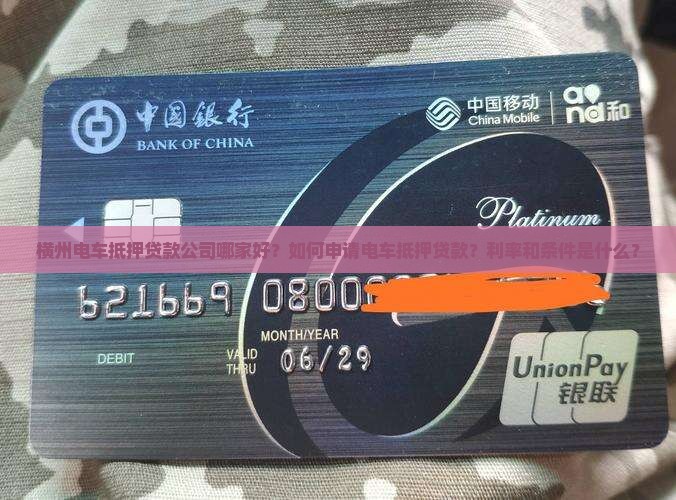 中國銀行
BANK OF CHINA
中国移动
China Mobile
and和
Platinum
横州电车抵押贷款公司哪家好？如何申请电车抵押贷款？利率和条件是什么？
621669 0800
MONTH/YEAR
DEBIT
VALID
THRU
06/29
UnionPay
银联